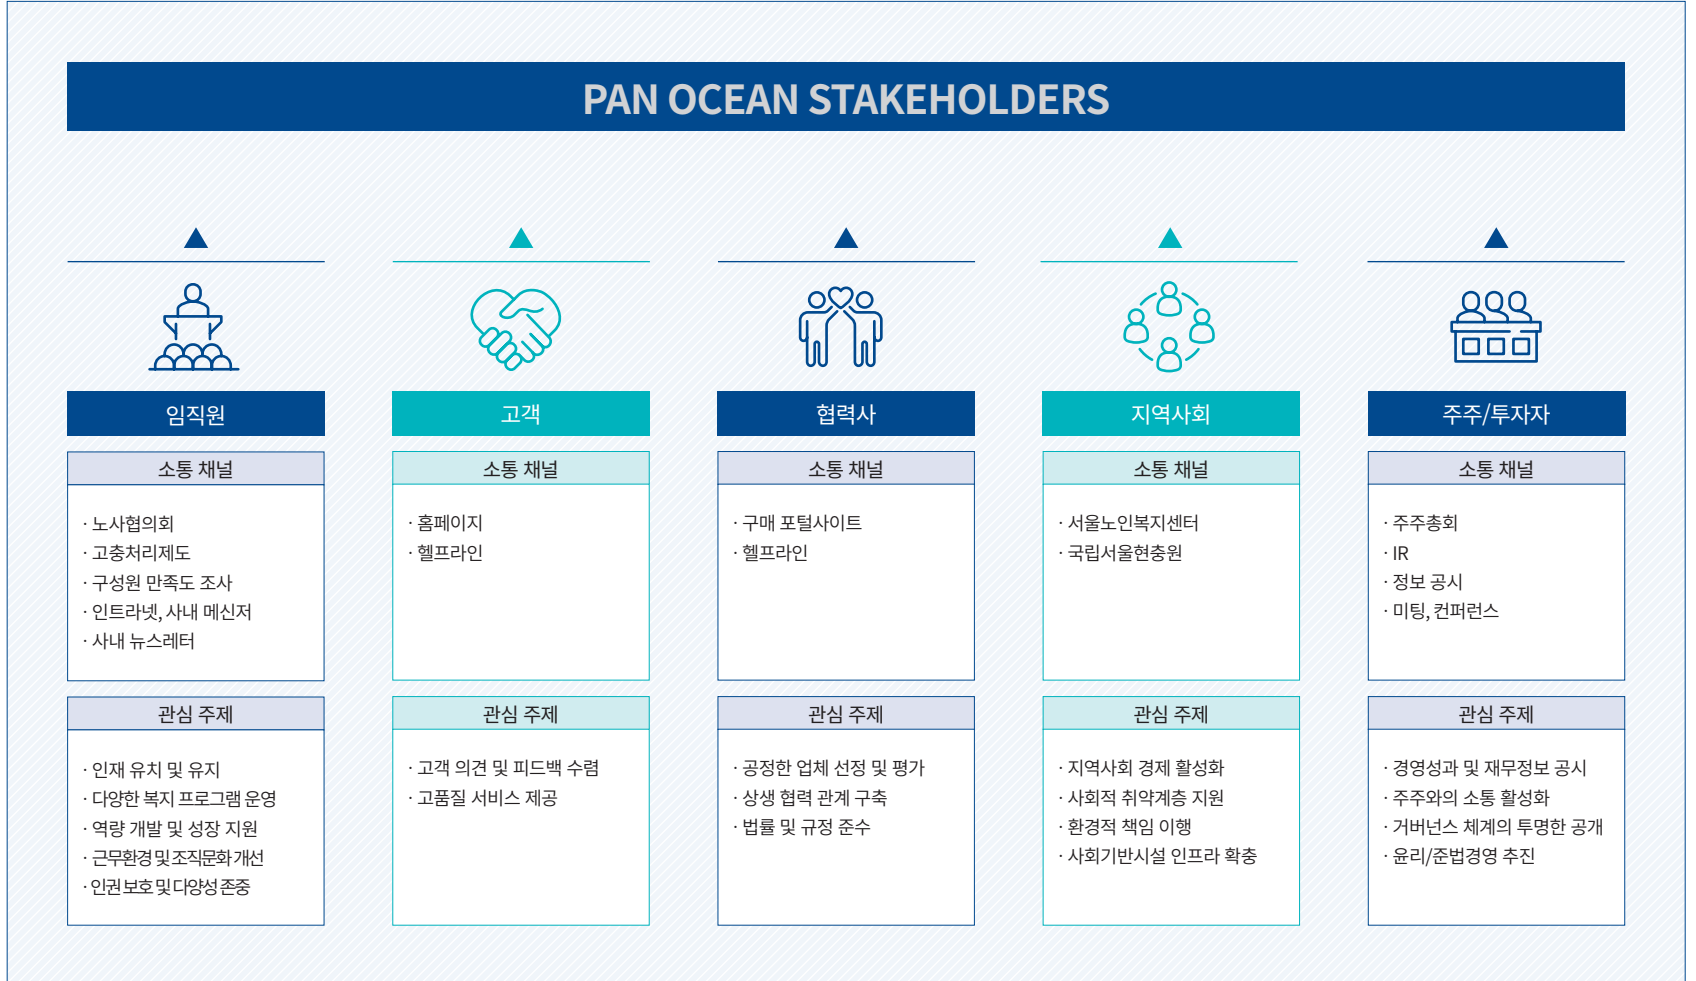 PAN OCEAN STAKEHOLDERS
임직원
소통 채널
· 노사협의회
· 고충처리제도
· 구성원 만족도 조사
· 인트라넷, 사내 메신저
· 사내 뉴스레터
관심 주제
· 인재 유치 및 유지
· 다양한 복지 프로그램 운영
· 역량 개발 및 성장 지원
· 근무환경 및 조직문화 개선
· 인권 보호 및 다양성 존중
고객
소통 채널
· 홈페이지
· 헬프라인
관심 주제
· 고객 의견 및 피드백 수렴
· 고품질 서비스 제공
협력사
소통 채널
· 구매 포털사이트
· 헬프라인
관심 주제
· 공정한 업체 선정 및 평가
· 상생 협력 관계 구축
· 법률 및 규정 준수
지역사회
소통 채널
· 서울노인복지센터
· 국립서울현충원
관심 주제
· 지역사회 경제 활성화
· 사회적 취약계층 지원
· 환경적 책임 이행
· 사회기반시설 인프라 확충
주주/투자자
소통 채널
· 주주총회
· IR
· 정보 공시
· 미팅, 컨퍼런스
관심 주제
· 경영성과 및 재무정보 공시
· 주주와의 소통 활성화
· 거버넌스 체계의 투명한 공개
· 윤리/준법경영 추진